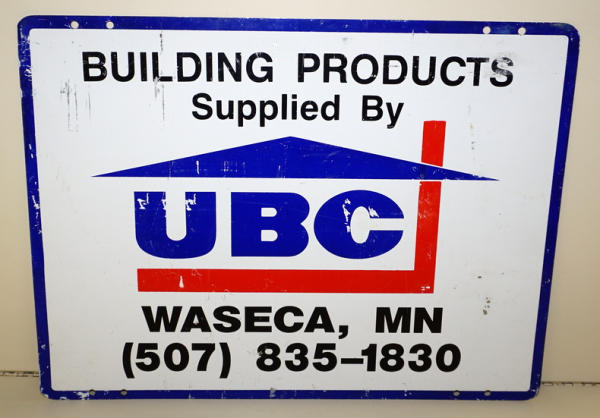 BUILDING PRODUCTS
Supplied By
UBC
WASECA, MN
(507) 835-1830